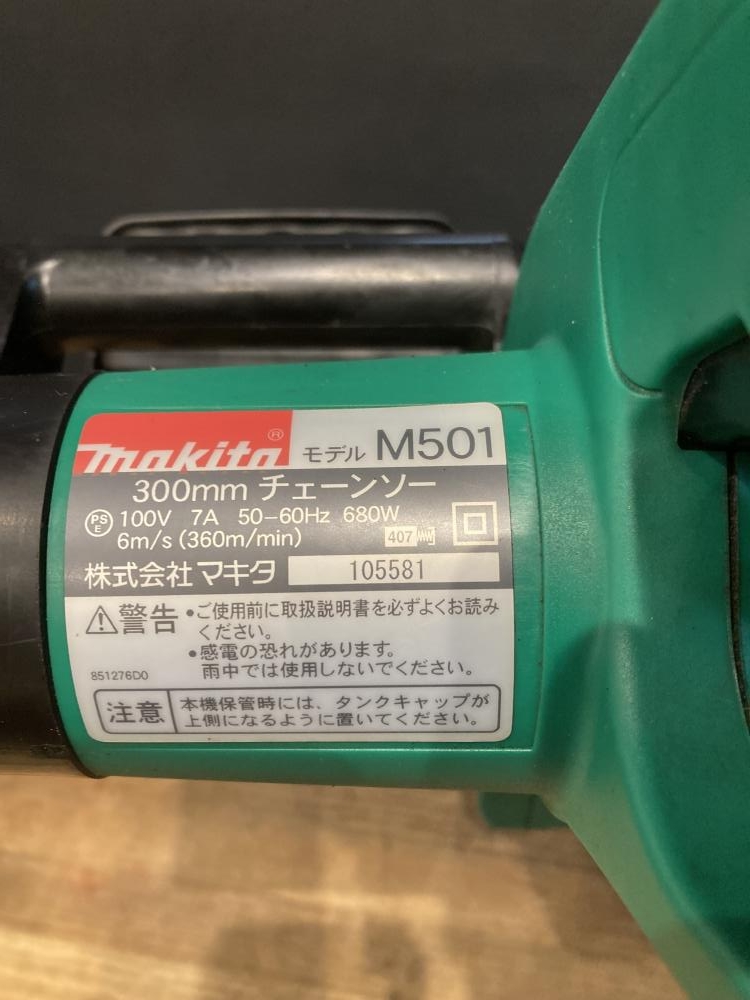 makita® モデル M501
300mm チェーンソー
PSE 100V 7A 50-60Hz 680W
6m/s (360m/min) 407
株式会社 マキタ 105581
警告 •ご使用前に取扱説明書を必ずよくお読み
ください。
•感電の恐れがあります。
雨中では使用しないでください。
851276D0
注意 本機保管時には、タンクキャップが
上側になるように置いてください。